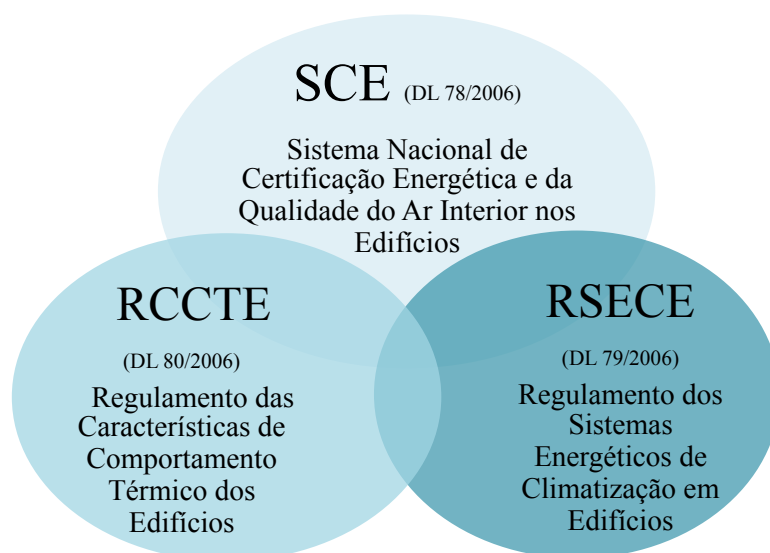 SCE (DL 78/2006)
Sistema Nacional de
Certificação Energética e da
Qualidade do Ar Interior nos
Edifícios
RCCTE
(DL 80/2006)
Regulamento das
Características de
Comportamento
Térmico dos
Edifícios
RSECE
(DL 79/2006)
Regulamento dos
Sistemas
Energéticos de
Climatização em
Edifícios